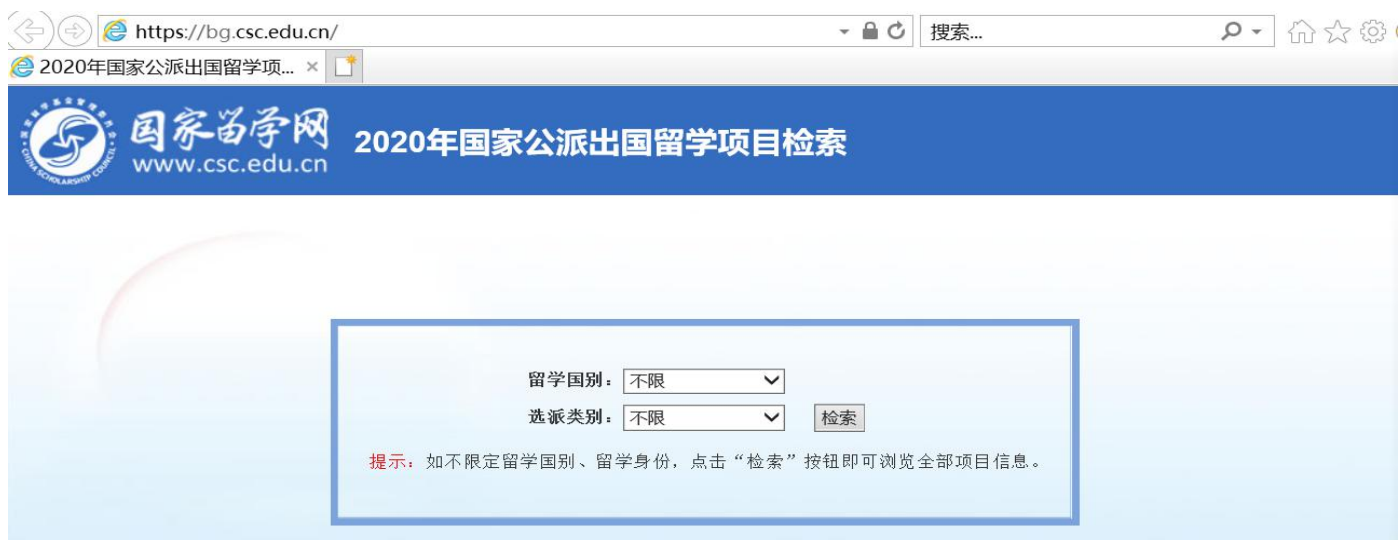 https://bg.csc.edu.cn/
搜索...
2020年国家公派出国留学项...
国家留学网
www.csc.edu.cn
2020年国家公派出国留学项目检索
留学国别：不限
选派类别：不限 检索
提示：如不限定留学国别、留学身份，点击“检索”按钮即可浏览全部项目信息。